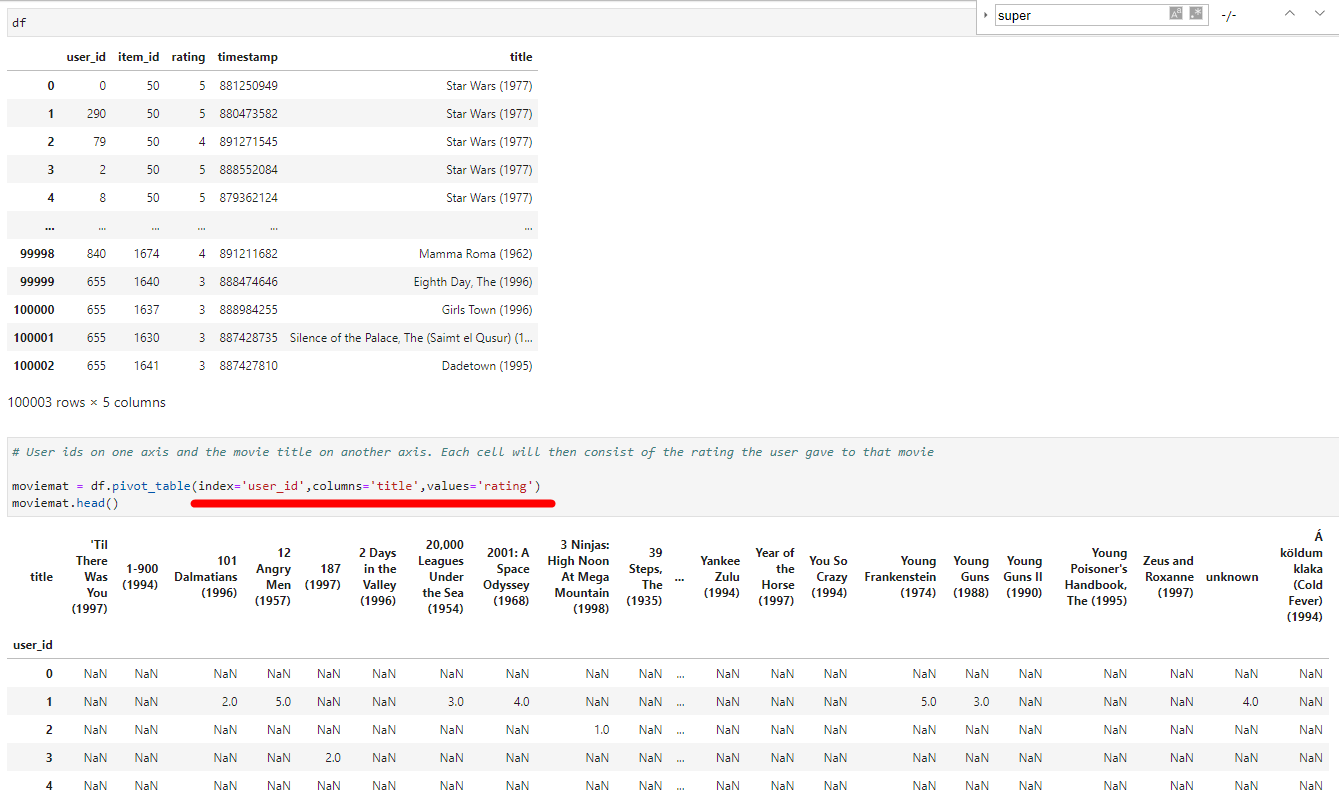 super
-/-
df
user_id item_id rating timestamp title
0 0 50 5 881250949 Star Wars (1977)
1 290 50 5 880473582 Star Wars (1977)
2 79 50 4 891271545 Star Wars (1977)
3 2 50 5 888552084 Star Wars (1977)
4 8 50 5 879362124 Star Wars (1977)
... ... ... ... ... ...
99998 840 1674 4 891211682 Mamma Roma (1962)
99999 655 1640 3 888474646 Eighth Day, The (1996)
100000 655 1637 3 888984255 Girls Town (1996)
100001 655 1630 3 887428735 Silence of the Palace, The (Saimt el Qusur) (1...
100002 655 1641 3 887427810 Dadetown (1995)
100003 rows × 5 columns
# User ids on one axis and the movie title on another axis. Each cell will then consist of the rating the user gave to that movie
moviemat = df.pivot_table(index='user_id',columns='title',values='rating')
moviemat.head()
title 'Til There Was You (1997) 1-900 (1994) 101 Dalmatians (1996) 12 Angry Men (1957) 187 (1997) 2 Days in the Valley (1996) 20,000 Leagues Under the Sea (1954) 2001: A Space Odyssey (1968) 3 Ninjas: High Noon At Mega Mountain (1998) 39 Steps, The (1935) ... Yankee Zulu (1994) Year of the Horse (1997) You So Crazy (1994) Young Frankenstein (1974) Young Guns (1988) Young Guns II (1990) Young Poisoner's Handbook, The (1995) Zeus and Roxanne (1997) unknown Á köldum klaka (Cold Fever) (1994)
user_id
0 NaN NaN NaN NaN NaN NaN NaN NaN NaN NaN ... NaN NaN NaN NaN NaN NaN NaN NaN NaN NaN
1 NaN NaN 2.0 5.0 NaN NaN 3.0 4.0 NaN NaN ... NaN NaN NaN 5.0 3.0 NaN NaN NaN 4.0 NaN
2 NaN NaN NaN NaN NaN NaN NaN NaN 1.0 NaN ... NaN NaN NaN NaN NaN NaN NaN NaN NaN NaN
3 NaN NaN NaN NaN 2.0 NaN NaN NaN NaN NaN ... NaN NaN NaN NaN NaN NaN NaN NaN NaN NaN
4 NaN NaN NaN NaN NaN NaN NaN NaN NaN NaN ... NaN NaN NaN NaN NaN NaN NaN NaN NaN NaN